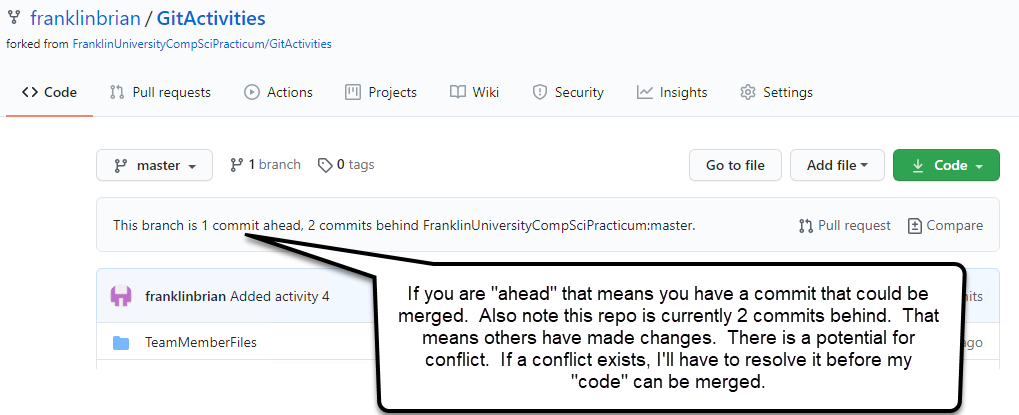 franklinbrian / GitActivities
forked from FranklinUniversityCompSciPracticum/GitActivities
Code Pull requests Actions Projects Wiki Security Insights Settings
master 1 branch 0 tags Go to file Add file Code
This branch is 1 commit ahead, 2 commits behind FranklinUniversityCompSciPracticum:master. Pull request Compare
franklinbrian Added activity 4
TeamMemberFiles
If you are "ahead" that means you have a commit that could be
merged. Also note this repo is currently 2 commits behind. That
means others have made changes. There is a potential for
conflict. If a conflict exists, I'll have to resolve it before my
"code" can be merged.